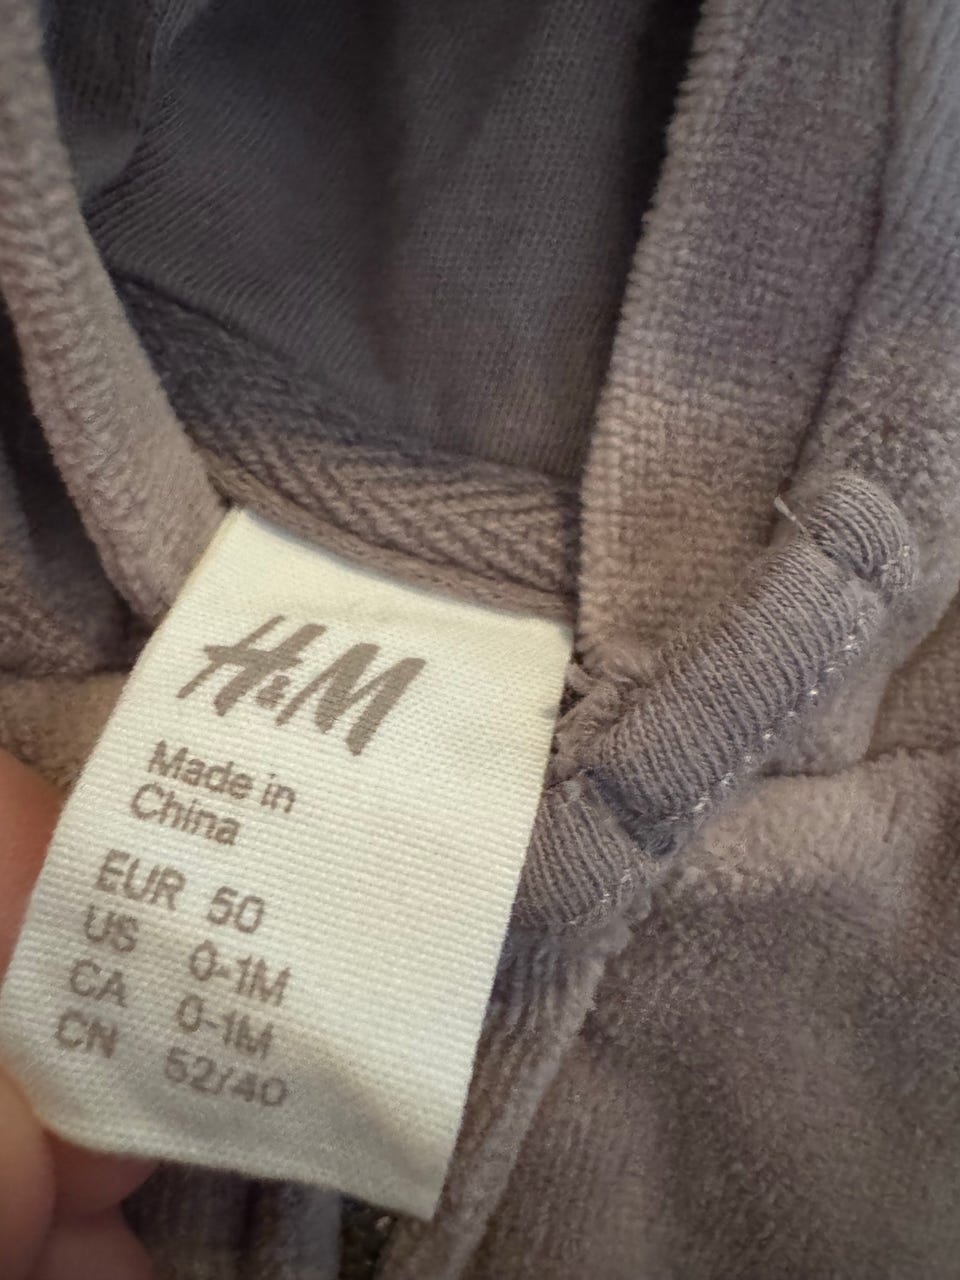 H&M
Made in
China
EUR 50
US 0-1M
CA 0-1M
CN 52/40